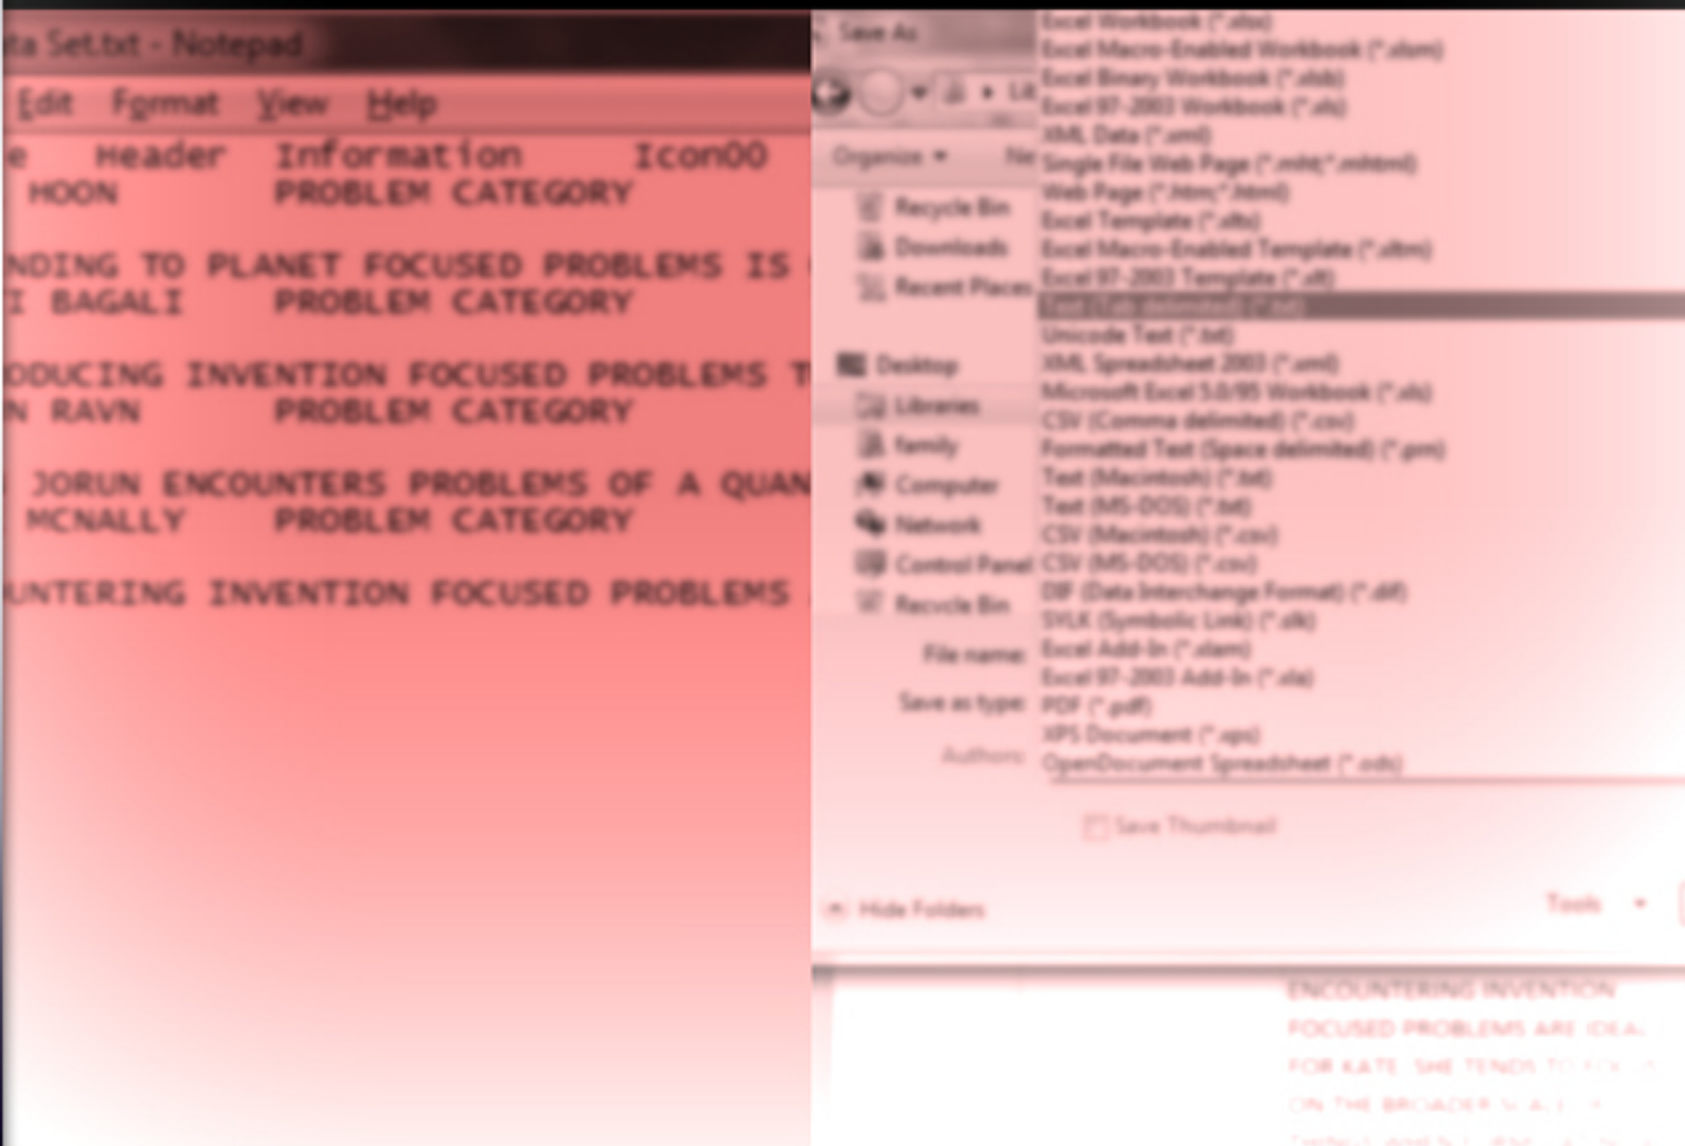 ta Set.txt - Notepad
Edit Format View Help
e Header Information Icon00
HOON PROBLEM CATEGORY
NDING TO PLANET FOCUSED PROBLEMS IS
I BAGALI PROBLEM CATEGORY
ODUCING INVENTION FOCUSED PROBLEMS T
N RAVN PROBLEM CATEGORY
JORUN ENCOUNTERS PROBLEMS OF A QUAN
MCNALLY PROBLEM CATEGORY
UNTERING INVENTION FOCUSED PROBLEMS
Save As
Lit
Organize Ne
Recycle Bin
Downloads
Recent Places
Desktop
Libraries
family
Computer
Network
Control Panel
Recycle Bin
File name:
Save as type:
Authors:
Excel Workbook (*.xlsx)
Excel Macro-Enabled Workbook (*.xlsm)
Excel Binary Workbook (*.xlsb)
Excel 97-2003 Workbook (*.xls)
XML Data (*.xml)
Single File Web Page (*.mht;*.mhtml)
Web Page (*.htm;*.html)
Excel Template (*.xltx)
Excel Macro-Enabled Template (*.xltm)
Excel 97-2003 Template (*.xlt)
Text (Tab delimited) (*.txt)
Unicode Text (*.txt)
XML Spreadsheet 2003 (*.xml)
Microsoft Excel 5.0/95 Workbook (*.xls)
CSV (Comma delimited) (*.csv)
Formatted Text (Space delimited) (*.prn)
Text (Macintosh) (*.txt)
Text (MS-DOS) (*.txt)
CSV (Macintosh) (*.csv)
CSV (MS-DOS) (*.csv)
DIF (Data Interchange Format) (*.dif)
SYLK (Symbolic Link) (*.slk)
Excel Add-In (*.xlam)
Excel 97-2003 Add-In (*.xla)
PDF (*.pdf)
XPS Document (*.xps)
OpenDocument Spreadsheet (*.ods)
Save Thumbnail
Hide Folders
Tools
ENCOUNTERING INVENTION
FOCUSED PROBLEMS ARE IDEAL
FOR KATE. SHE TENDS TO
ON THE BROADER